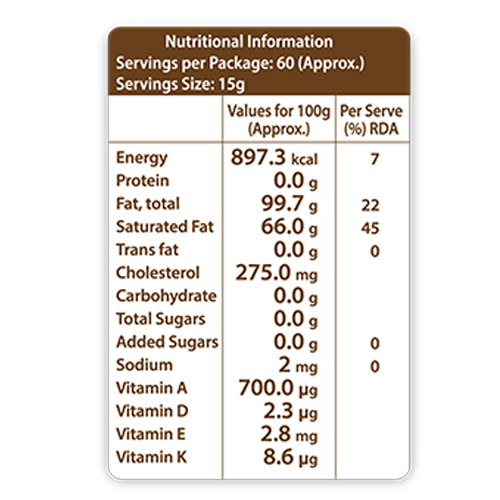 Nutritional Information
Servings per Package: 60 (Approx.)
Servings Size: 15g
Values for 100g (Approx.) Per Serve (%) RDA
Energy 897.3 kcal 7
Protein 0.0 g
Fat, total 99.7 g 22
Saturated Fat 66.0 g 45
Trans fat 0.0 g 0
Cholesterol 275.0 mg
Carbohydrate 0.0 g
Total Sugars 0.0 g
Added Sugars 0.0 g 0
Sodium 2 mg 0
Vitamin A 700.0 µg
Vitamin D 2.3 µg
Vitamin E 2.8 mg
Vitamin K 8.6 µg